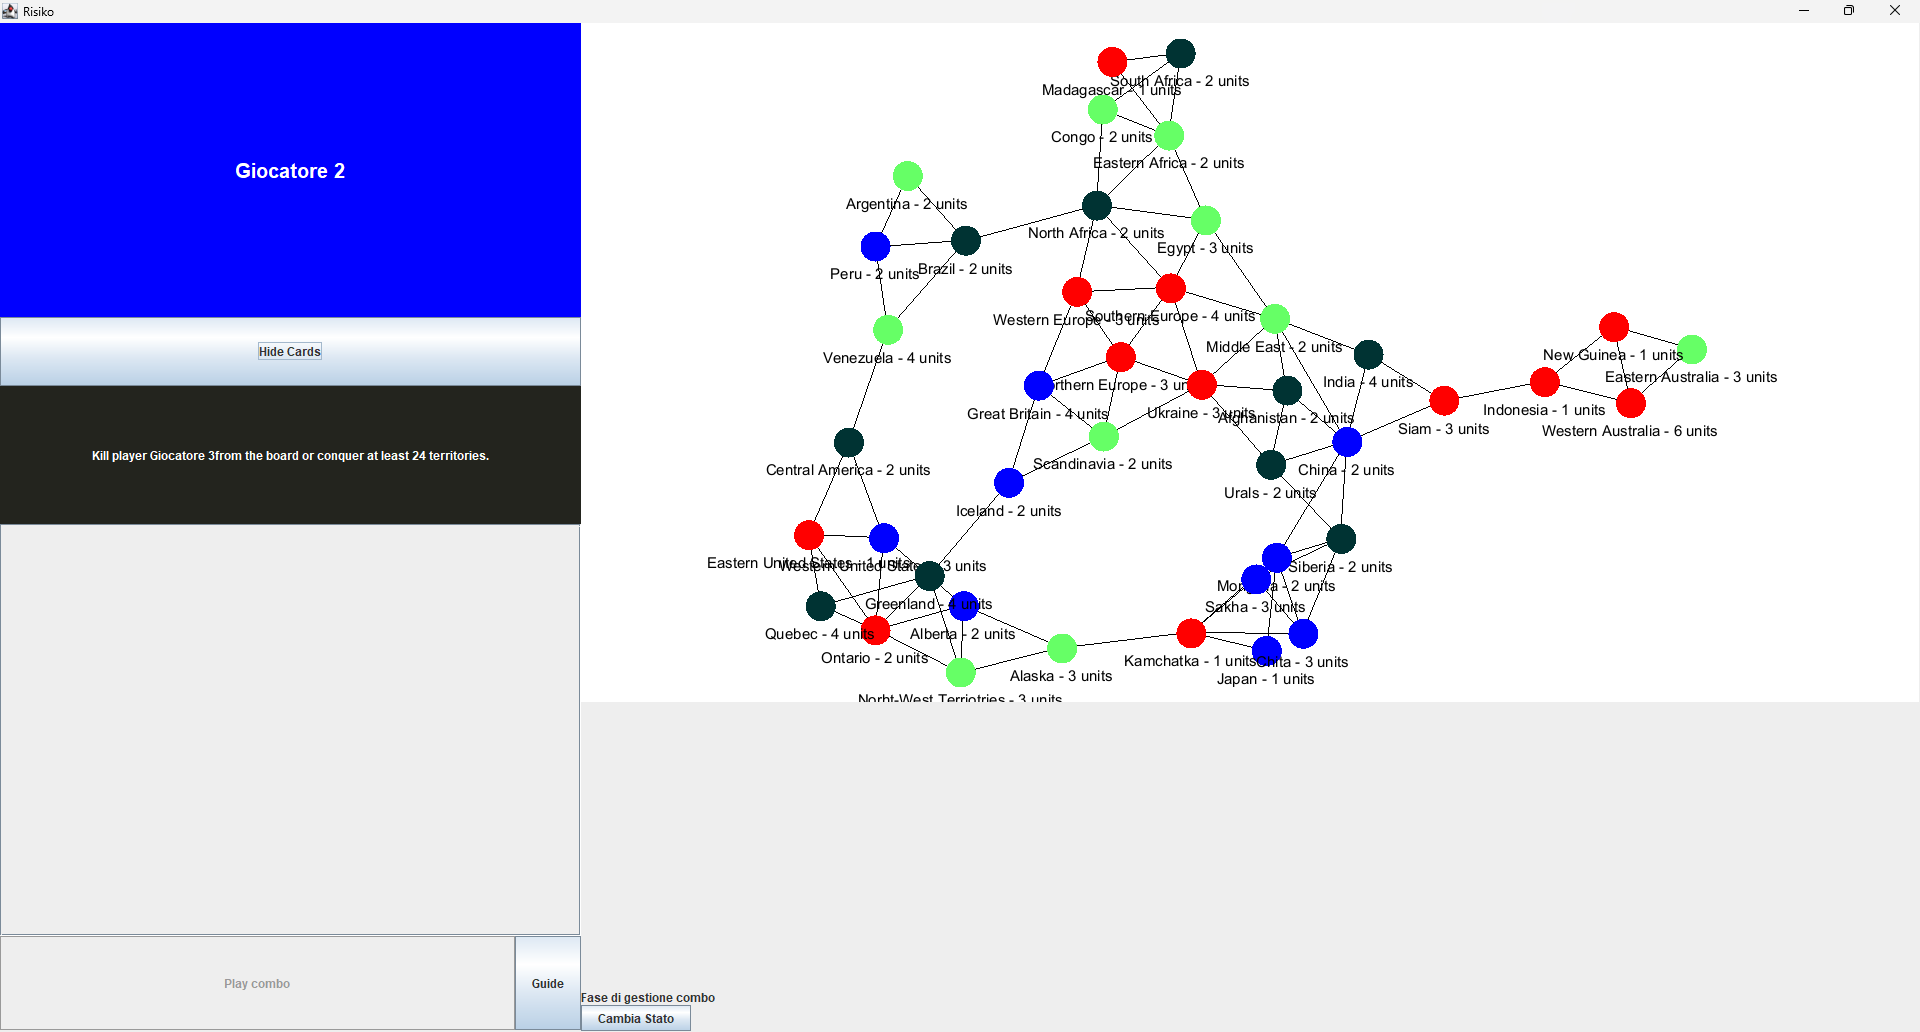 Risiko
Giocatore 2
Hide Cards
Kill player Giocatore 3from the board or conquer at least 24 territories.
Play combo
Guide
Fase di gestione combo
Cambia Stato
South Africa - 2 units
Madagascar - 1 units
Congo - 2 units
Eastern Africa - 2 units
Argentina - 2 units
North Africa - 2 units
Egypt - 3 units
Peru - 2 units
Brazil - 2 units
Western Europe - 3 units
Southern Europe - 4 units
Middle East - 2 units
Venezuela - 4 units
New Guinea - 1 units
Eastern Australia - 3 units
orthern Europe - 3 un
India - 4 units
Great Britain - 4 units
Ukraine - 3 units
Afghanistan - 2 units
Indonesia - 1 units
Siam - 3 units
Western Australia - 6 units
Central America - 2 units
Scandinavia - 2 units
China - 2 units
Urals - 2 units
Iceland - 2 units
Eastern United States - 1 units
Western United State 3 units
Siberia - 2 units
Mon a - 2 units
Greenland - 4 units
Sakha - 3 units
Quebec - 4 units
Alberta - 2 units
Ontario - 2 units
Kamchatka - 1 units
Chita - 3 units
Alaska - 3 units
Japan - 1 units
Norht-West Terriotries - 3 units